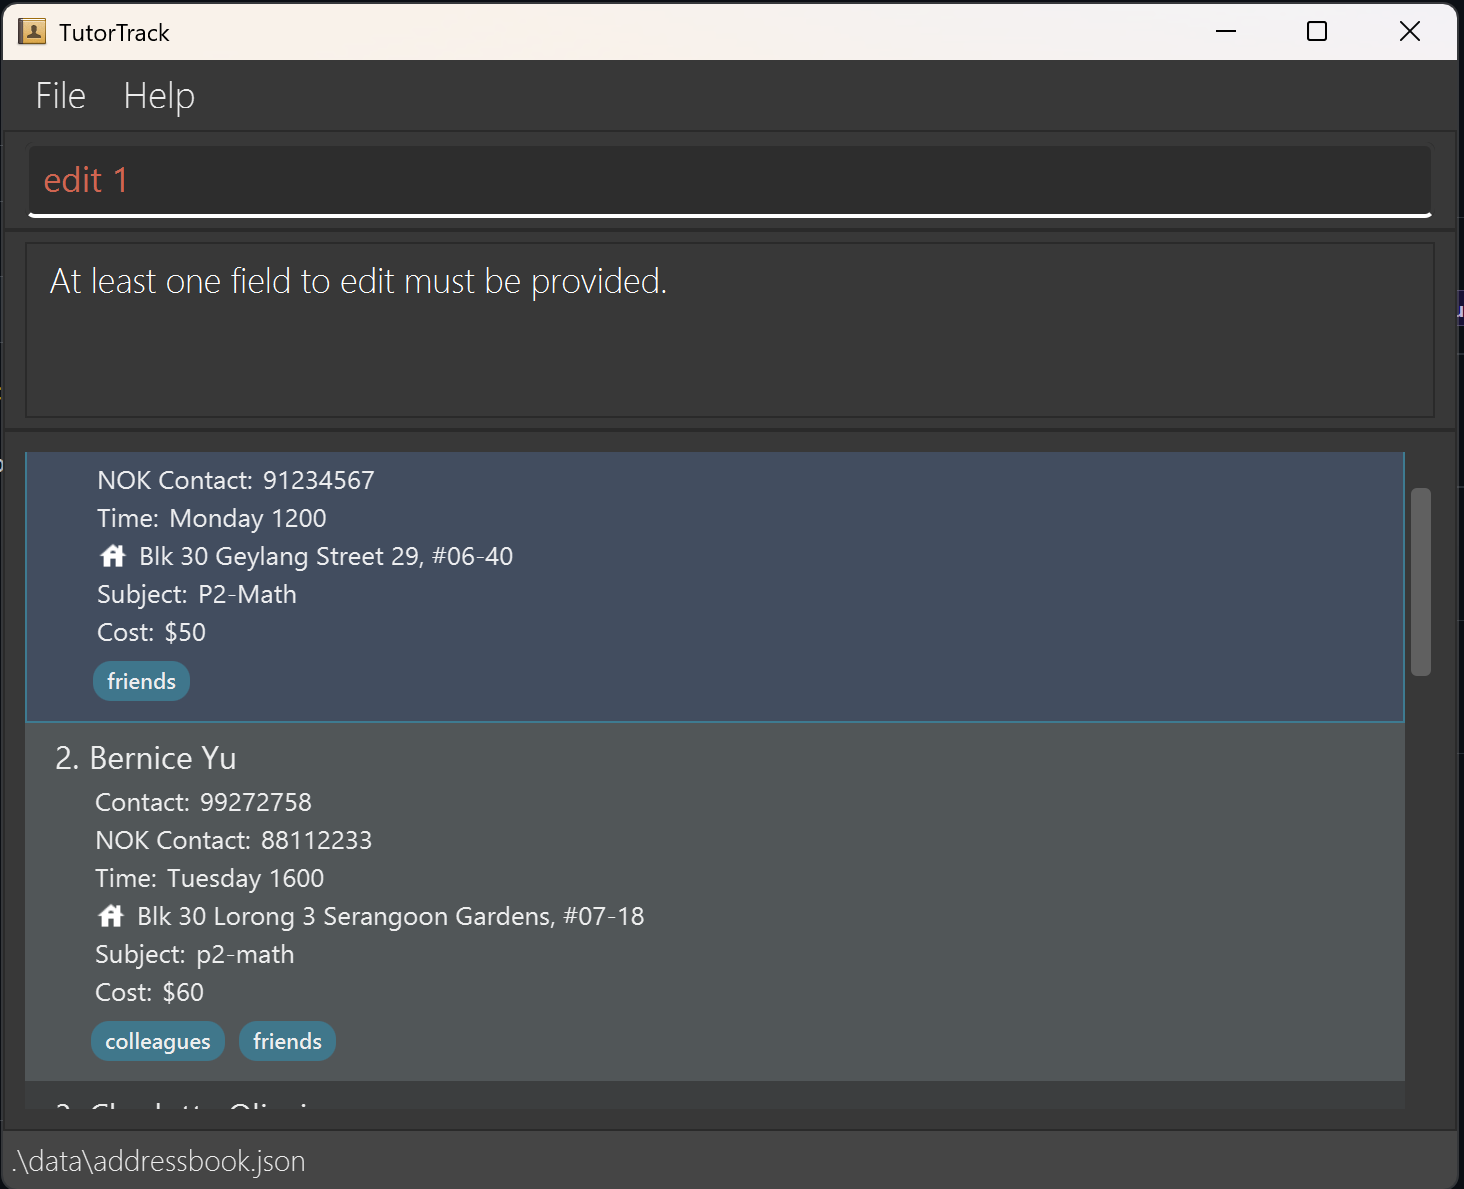 TutorTrack
File Help
edit 1
At least one field to edit must be provided.
NOK Contact: 91234567
Time: Monday 1200
Blk 30 Geylang Street 29, #06-40
Subject: P2-Math
Cost: $50
friends
2. Bernice Yu
Contact: 99272758
NOK Contact: 88112233
Time: Tuesday 1600
Blk 30 Lorong 3 Serangoon Gardens, #07-18
Subject: p2-math
Cost: $60
colleagues friends
.\data\addressbook.json